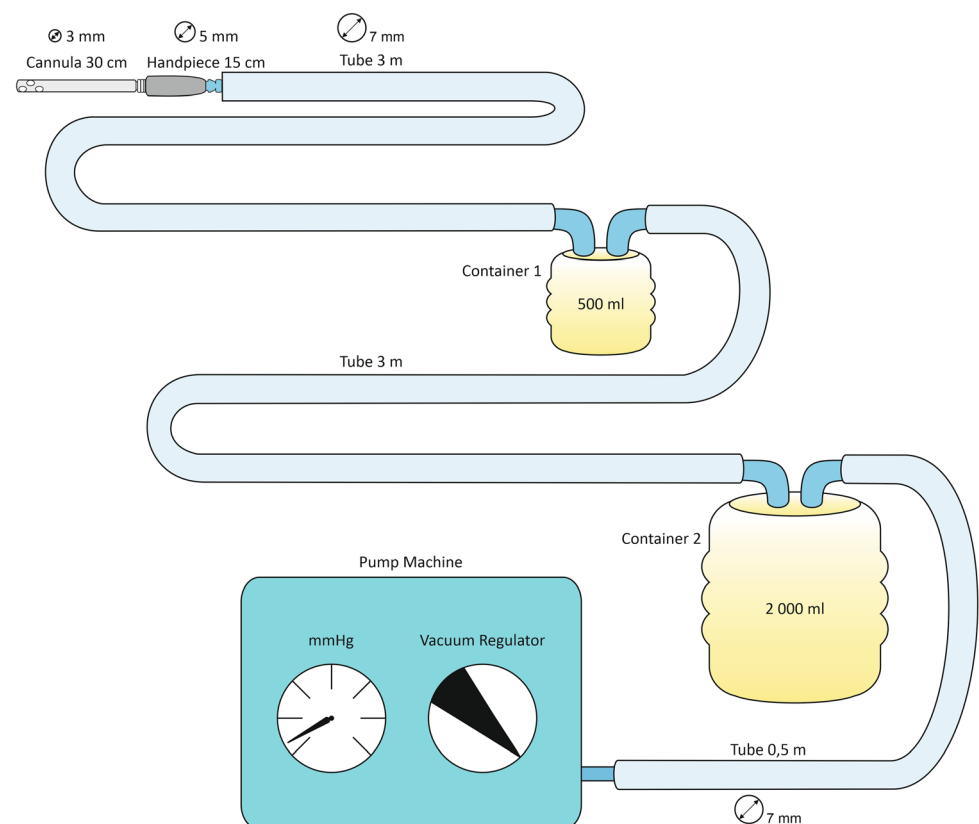 3 mm
5 mm
7 mm
Cannula 30 cm
Handpiece 15 cm
Tube 3 m
Container 1
500 ml
Tube 3 m
Container 2
2 000 ml
Pump Machine
mmHg
Vacuum Regulator
Tube 0,5 m
7 mm